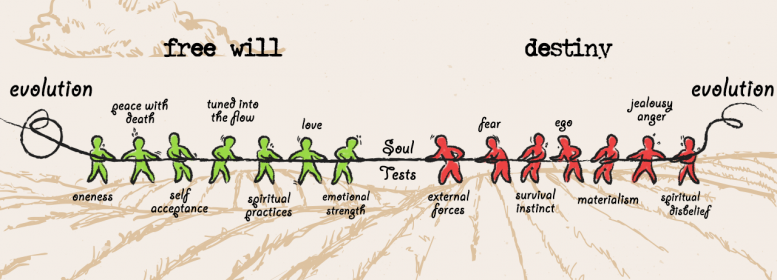 free will
destiny
evolution
evolution
peace with
death
tuned into
the flow
love
fear
ego
jealousy
anger
Soul
Tests
oneness
self
acceptance
spiritual
practices
emotional
strength
external
forces
survival
instinct
materialism
spiritual
disbelief